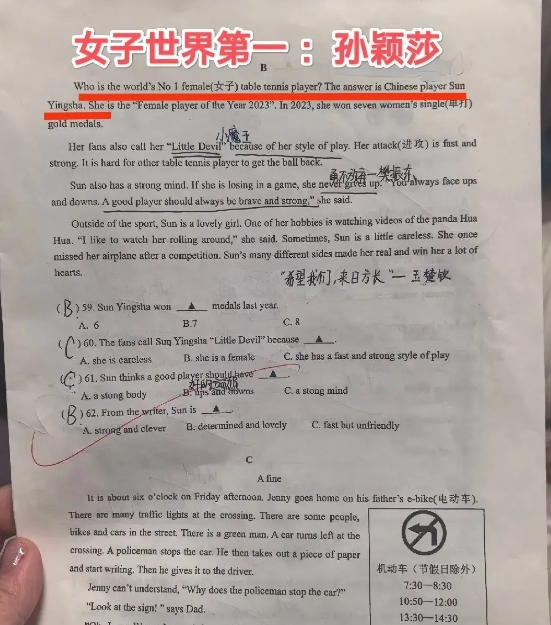 女子世界第一：孙颖莎
B
Who is the world's No 1 female(女子) table tennis player? The answer is Chinese player Sun
Yingsha. She is the "Female player of the Year 2023". In 2023, she won seven women's single(单打)
gold medals.
小魔王
Her fans also call her "Little Devil" because of her style of play. Her attack(进攻) is fast and
strong. It is hard for other table tennis player to get the ball back.
Sun also has a strong mind. If she is losing in a game, she never gives up. "You always face ups
and downs. A good player should always be brave and strong," she said.
Outside of the sport, Sun is a lovely girl. One of her hobbies is watching videos of the panda Hua
Hua. "I like to watch her rolling around," she said. Sometimes, Sun is a little careless. She once
missed her airplane after a competition. Sun's many different sides made her real and win her a lot of
hearts.
"希望我们,来日方长"—王楚钦
(B) 59. Sun Yingsha won ▲ medals last year.
A. 6 B.7 C. 8
(C) 60. The fans call Sun Yingsha "Little Devil" because ▲.
A. she is careless B. she is a female C. she has a fast and strong style of play
(C) 61. Sun thinks a good player should have ▲
A. a stong body B. ups and downs C. a stong mind
(B) 62. From the writer, Sun is ▲
A. strong and clever B. determined and lovely C. fast but unfriendly
C
A fine
It is about six o'clock on Friday afternoon. Jenny goes home on his father's e-bike(电动车).
There are many traffic lights at the crossing. There are some people,
bikes and cars in the street. There is a green man. A car turns left at the
crossing. A policeman stops the car. He then takes out a piece of paper
and start writing. Then he gives it to the driver.
Jenny can't understand, "Why does the policeman stop the car?"
"Look at the sign! " says Dad.
机动车（节假日除外）
7:30—8:30
10:50—12:00
13:30—14:30